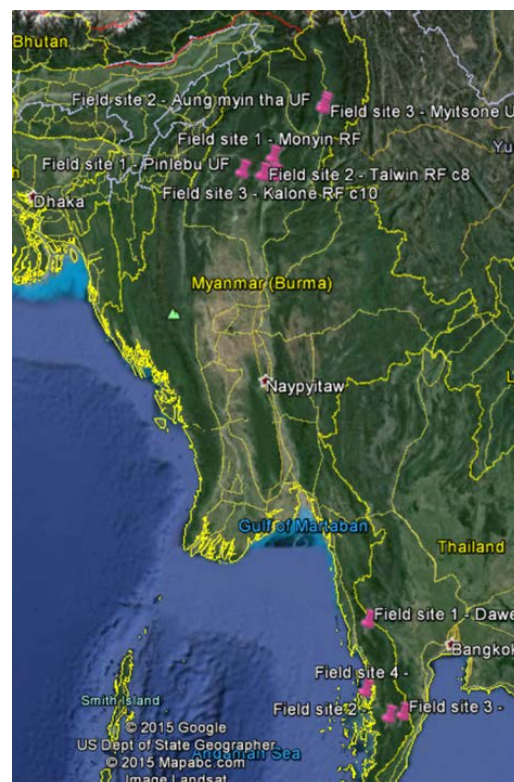 Bhutan
Field site 2 - Aung myin tha UF
Field site 3 - Myitsone U
Field site 1 - Monyin RF
Field site 1 - Pinlebu UF
Field site 2 - Talwin RF c8
Field site 3 - Kalone RF c10
Dhaka
Myanmar (Burma)
Naypyitaw
Gulf of Martaban
Thailand
Field site 1 - Dawe
Bangkok
Field site 4 -
Field site 2
Field site 3 -
Smith Island
© 2015 Google
US Dept of State Geographer
Andaman Sea
© 2015 Mapabc.com
Image Landsat